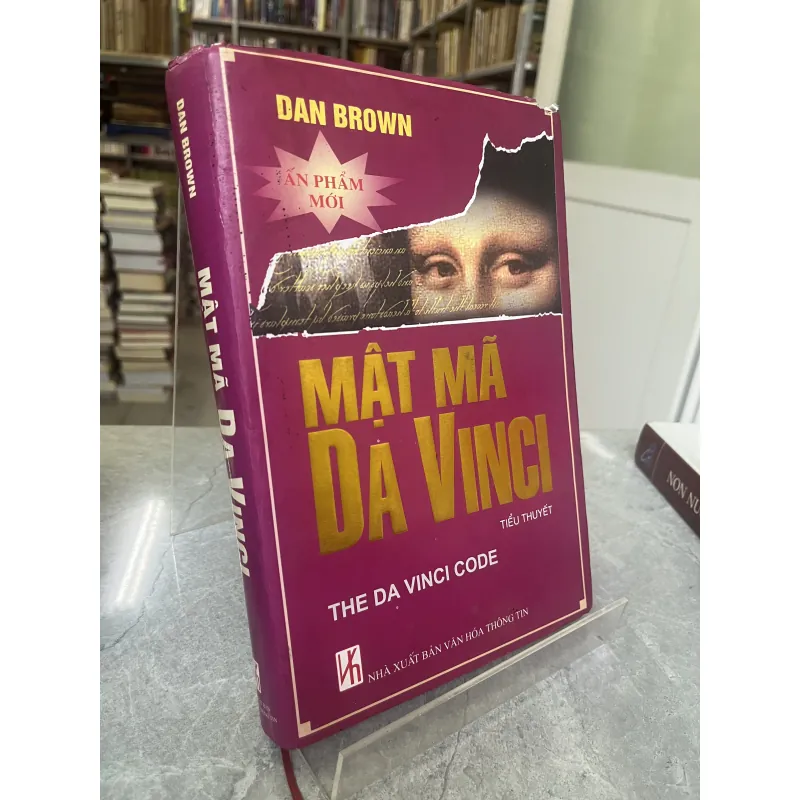 DAN BROWN
ẤN PHẨM
MỚI
MẬT MÃ
DA VINCI
TIỂU THUYẾT
THE DA VINCI CODE
NHÀ XUẤT BẢN VĂN HÓA THÔNG TIN
DAN BROWN
MẬT MÃ DA VINCI
NON NƯ